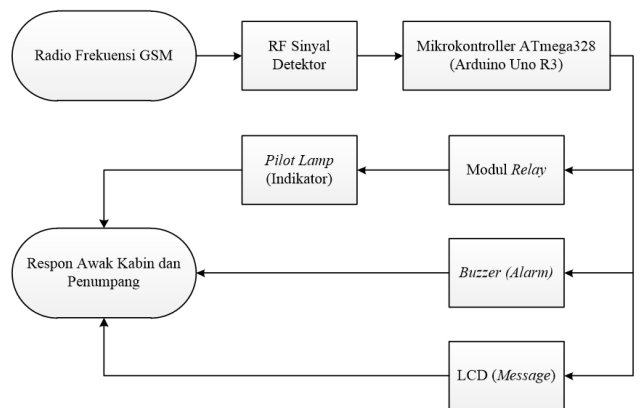 Radio Frekuensi GSM
RF Sinyal
Detektor
Mikrokontroller ATmega328
(Arduino Uno R3)
Pilot Lamp
(Indikator)
Modul Relay
Respon Awak Kabin dan
Penumpang
Buzzer (Alarm)
LCD (Message)